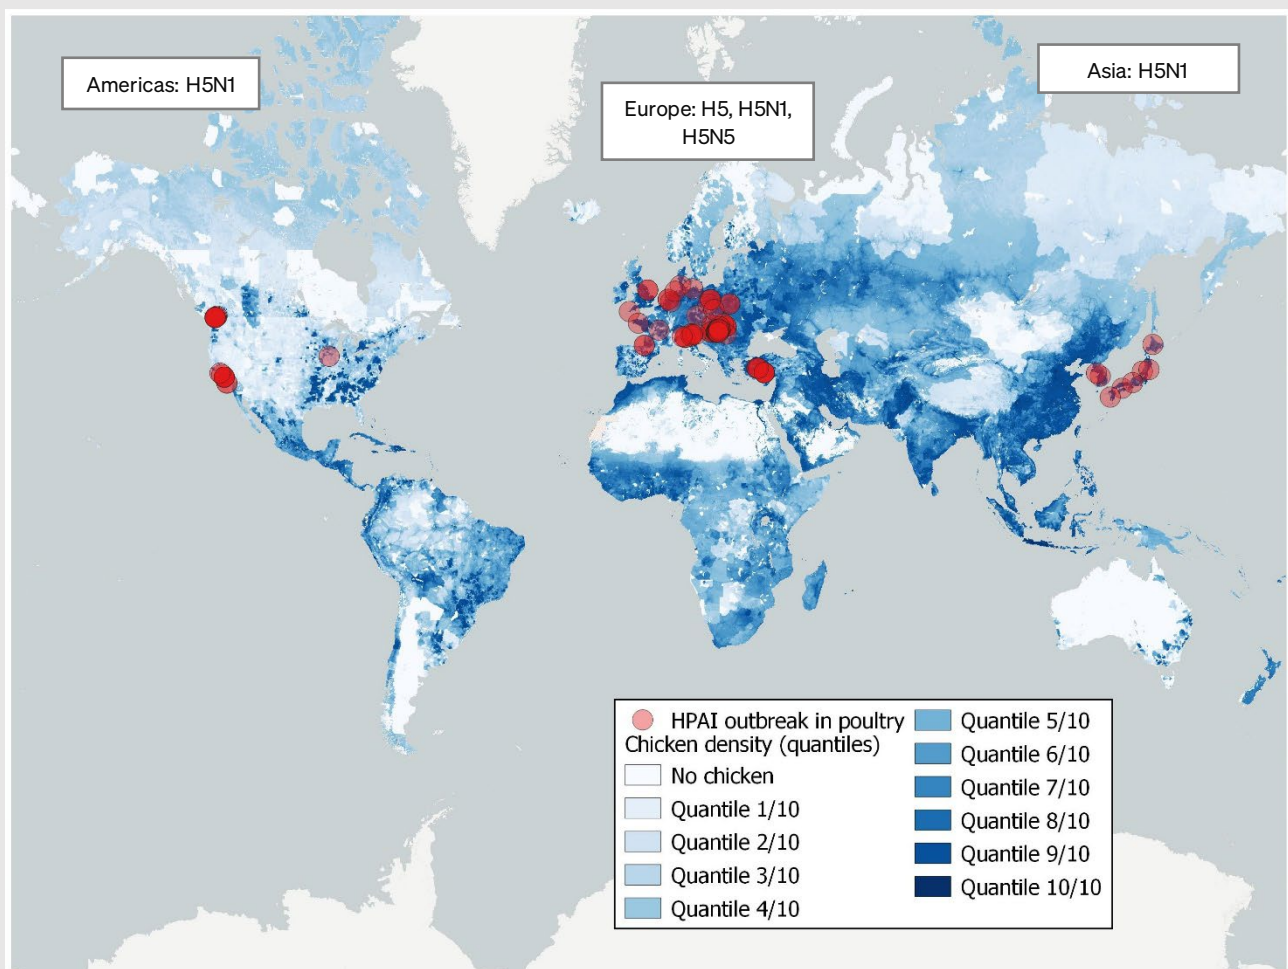 Americas: H5N1
Europe: H5, H5N1,
H5N5
Asia: H5N1
HPAI outbreak in poultry
Chicken density (quantiles)
No chicken
Quantile 1/10
Quantile 2/10
Quantile 3/10
Quantile 4/10
Quantile 5/10
Quantile 6/10
Quantile 7/10
Quantile 8/10
Quantile 9/10
Quantile 10/10